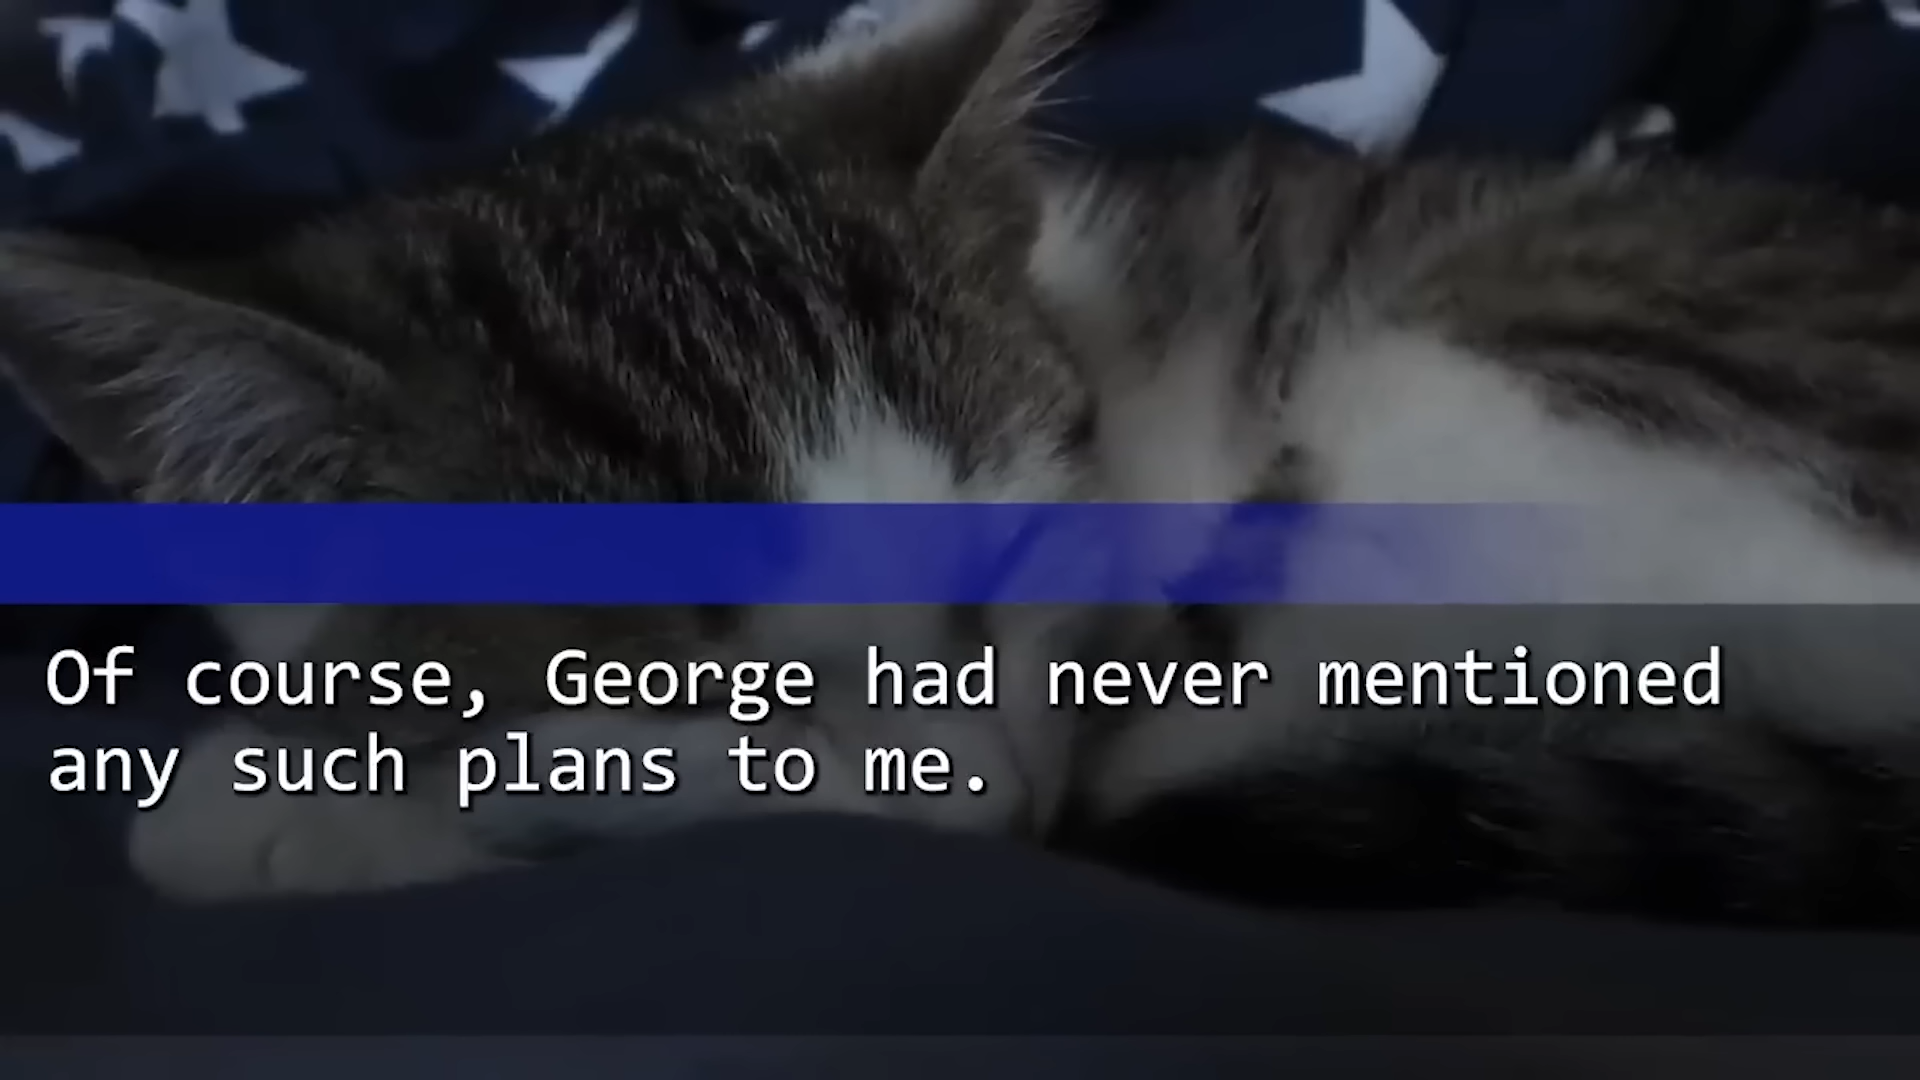 Of course, George had never mentioned
any such plans to me.